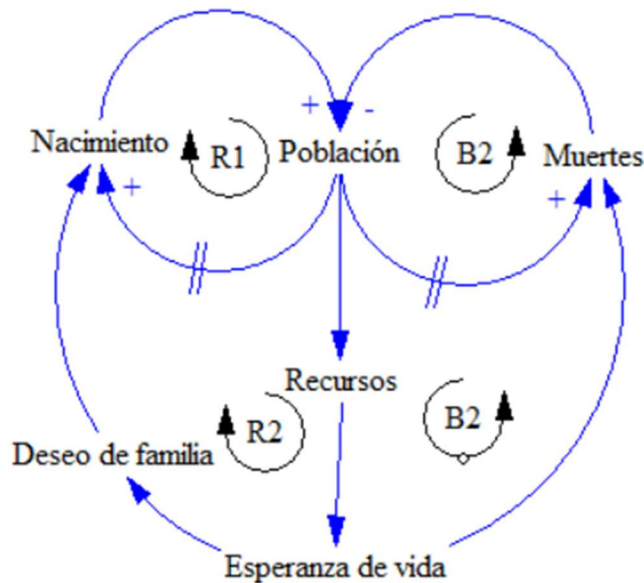 + -
Nacimiento R1 Población B2 Muertes
+ +
Recursos
R2 B2
Deseo de familia
Esperanza de vida